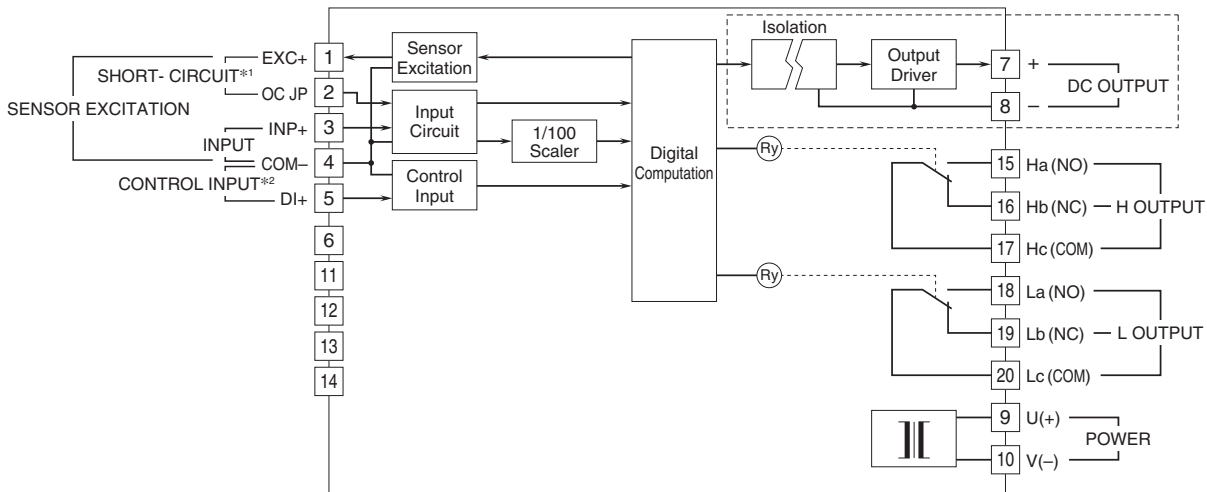 Isolation
EXC+ 1
Sensor
Excitation
SHORT- CIRCUIT*1
OC JP 2
SENSOR EXCITATION
INP+ 3
Input
Circuit
INPUT
COM– 4
1/100
Scaler
CONTROL INPUT*2
DI+ 5
Control
Input
6
11
12
13
14
Digital
Computation
Output
Driver
7 +
DC OUTPUT
8 –
Ry
15 Ha (NO)
16 Hb (NC) H OUTPUT
17 Hc (COM)
Ry
18 La (NO)
19 Lb (NC) L OUTPUT
20 Lc (COM)
9 U(+)
POWER
10 V(–)